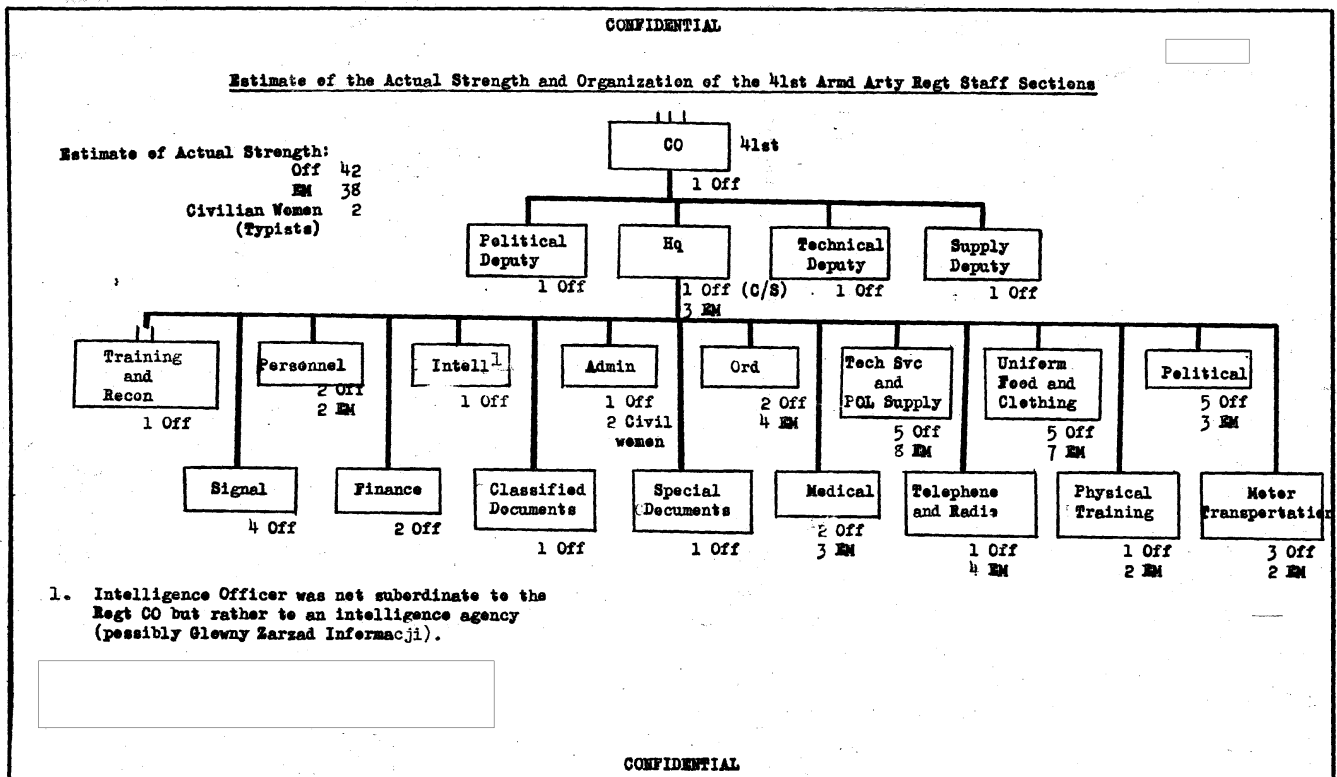 CONFIDENTIAL
Estimate of the Actual Strength and Organization of the 41st Armd Arty Regt Staff Sections
Estimate of Actual Strength:
Off 42
EM 38
Civilian Women 2
(Typists)
CO
41st
1 Off
Political
Deputy
1 Off
Hq
1 Off (C/S)
3 EM
Technical
Deputy
1 Off
Supply
Deputy
1 Off
Training
and
Recon
1 Off
Personnel
2 Off
2 EM
Intell 1
1 Off
Admin
1 Off
2 Civil
women
Ord
2 Off
4 EM
Tech Svc
and
POL Supply
5 Off
8 EM
Uniform
Food and
Clothing
5 Off
7 EM
Political
5 Off
3 EM
Signal
4 Off
Finance
2 Off
Classified
Documents
1 Off
Special
Documents
1 Off
Medical
2 Off
3 EM
Telephone
and Radio
1 Off
4 EM
Physical
Training
1 Off
2 EM
Motor
Transportation
3 Off
2 EM
1. Intelligence Officer was not subordinate to the
Regt CO but rather to an intelligence agency
(possibly Glowny Zarzad Informacji).
CONFIDENTIAL